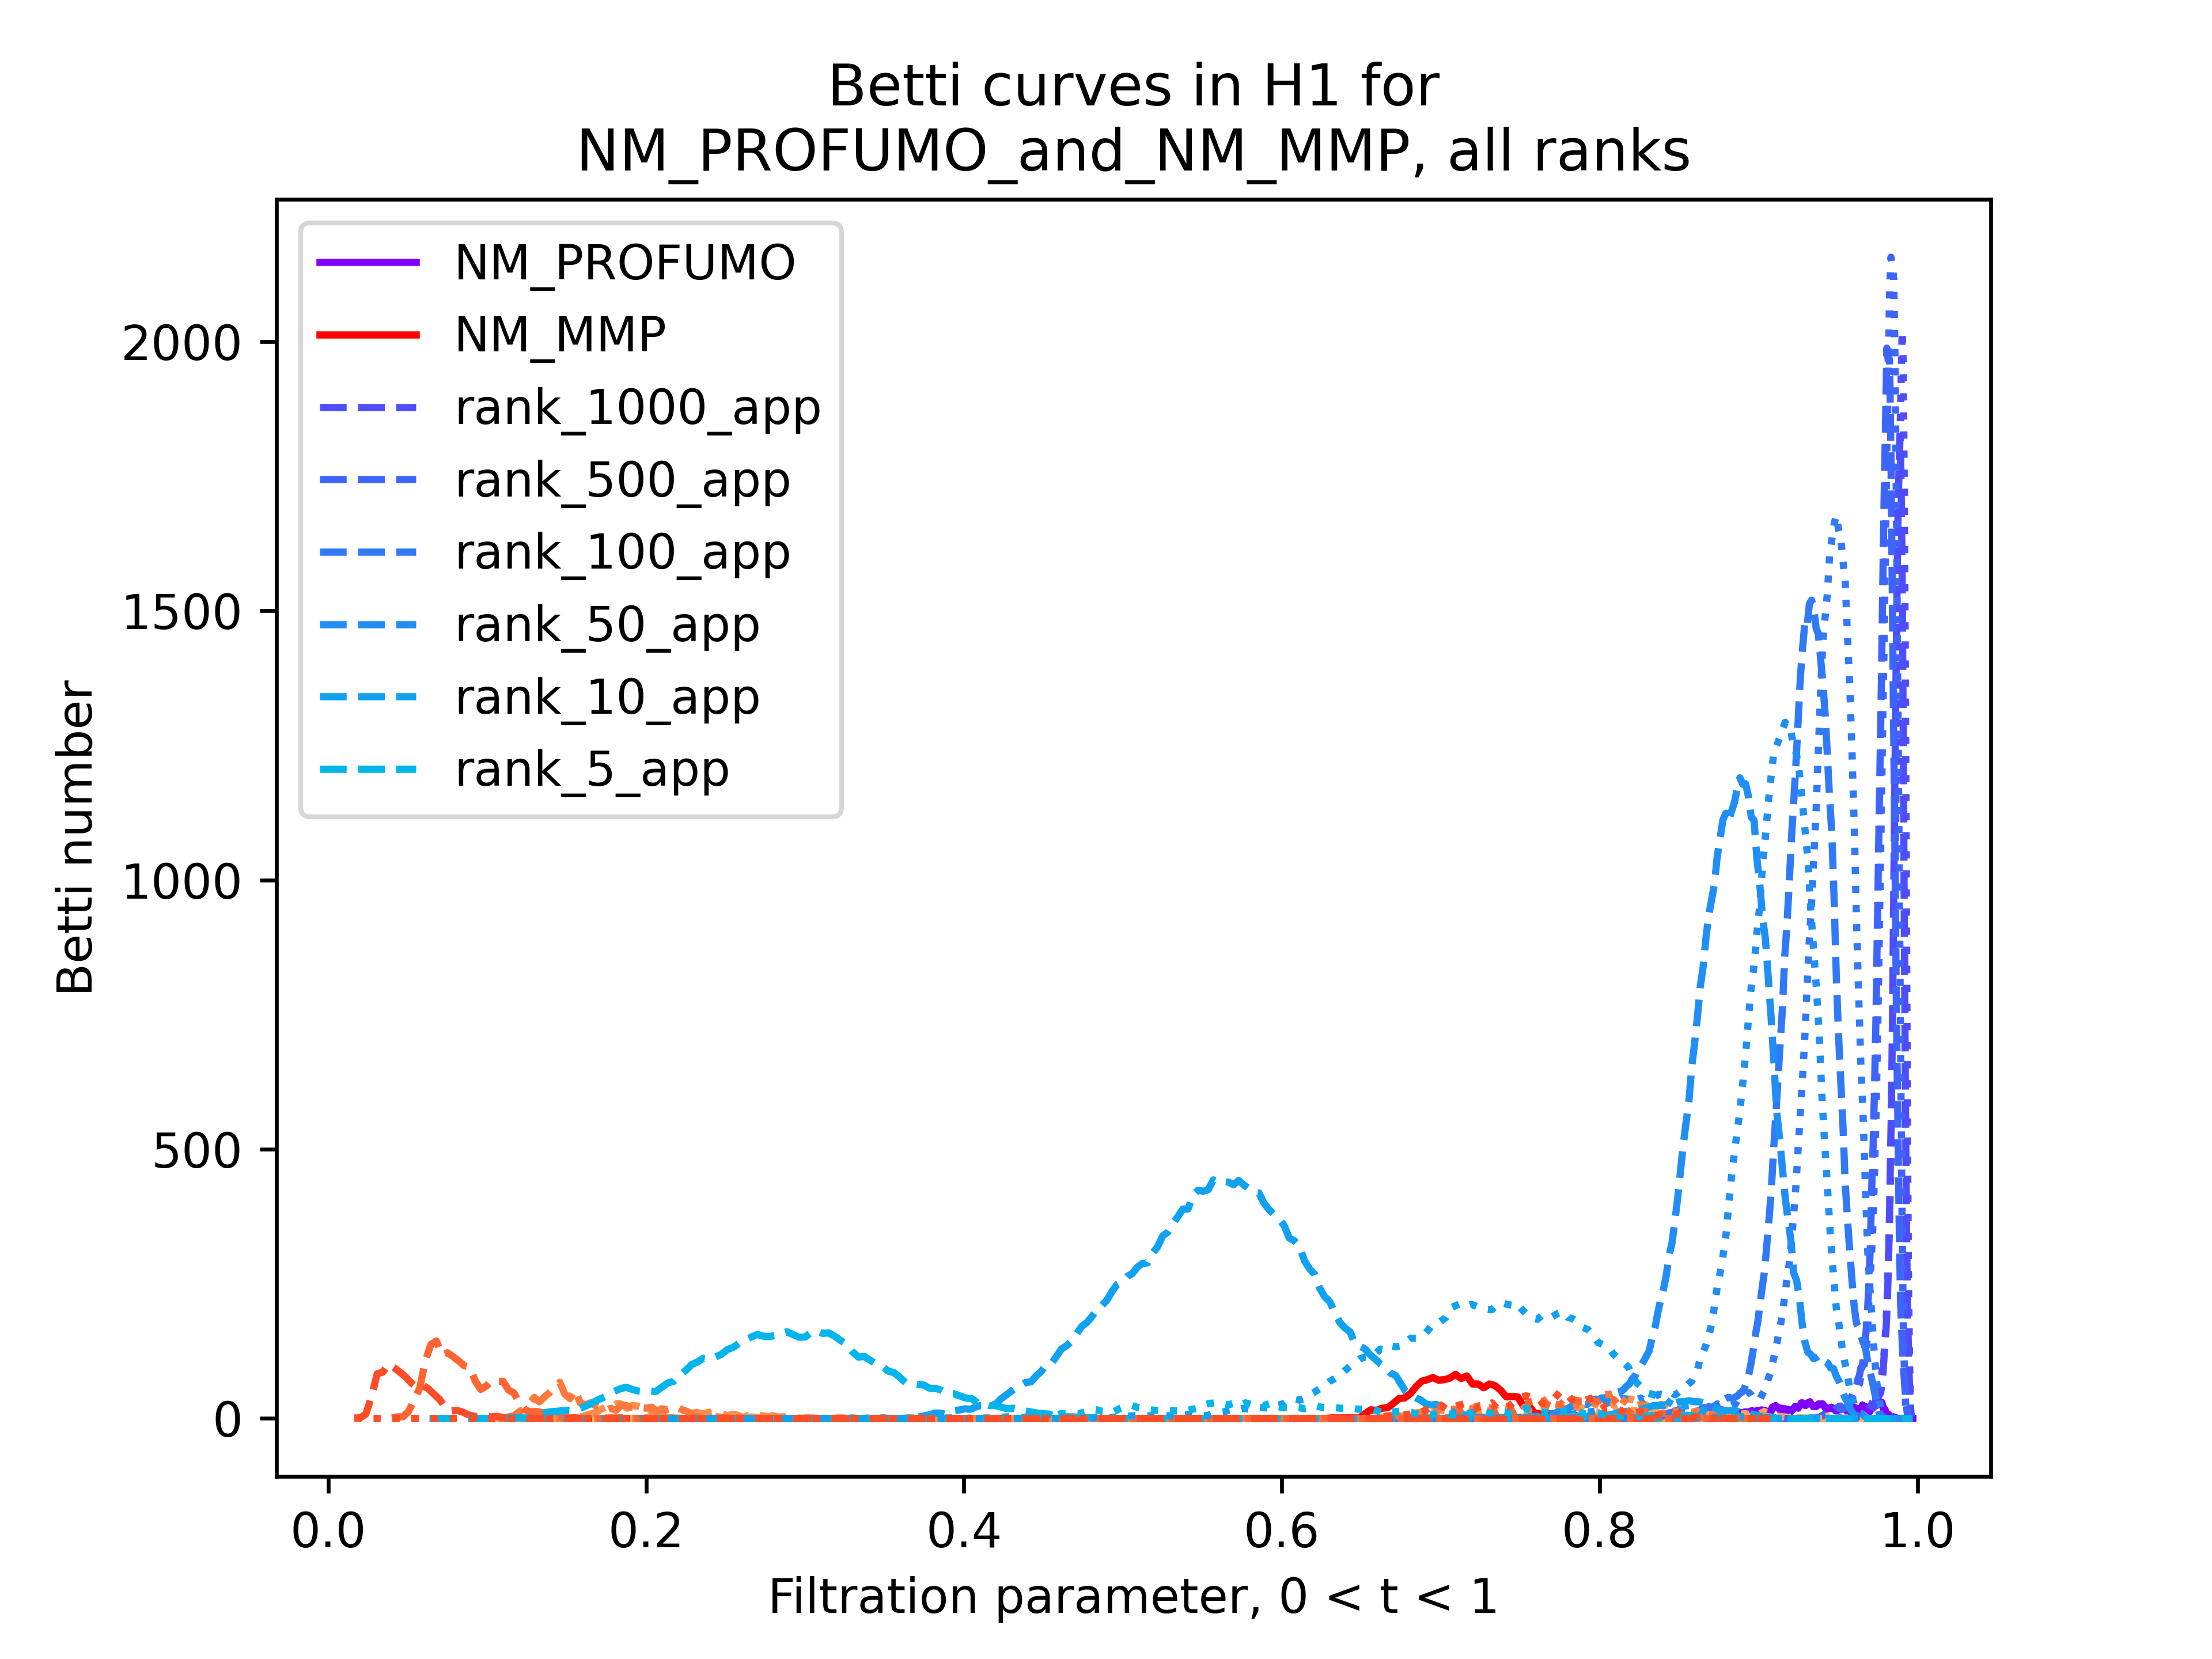 Betti curves in H1 for
NM_PROFUMO_and_NM_MMP, all ranks
NM_PROFUMO
NM_MMP
rank_1000_app
rank_500_app
rank_100_app
rank_50_app
rank_10_app
rank_5_app
Betti number
2000
1500
1000
500
0
0.0 0.2 0.4 0.6 0.8 1.0
Filtration parameter, 0 < t < 1